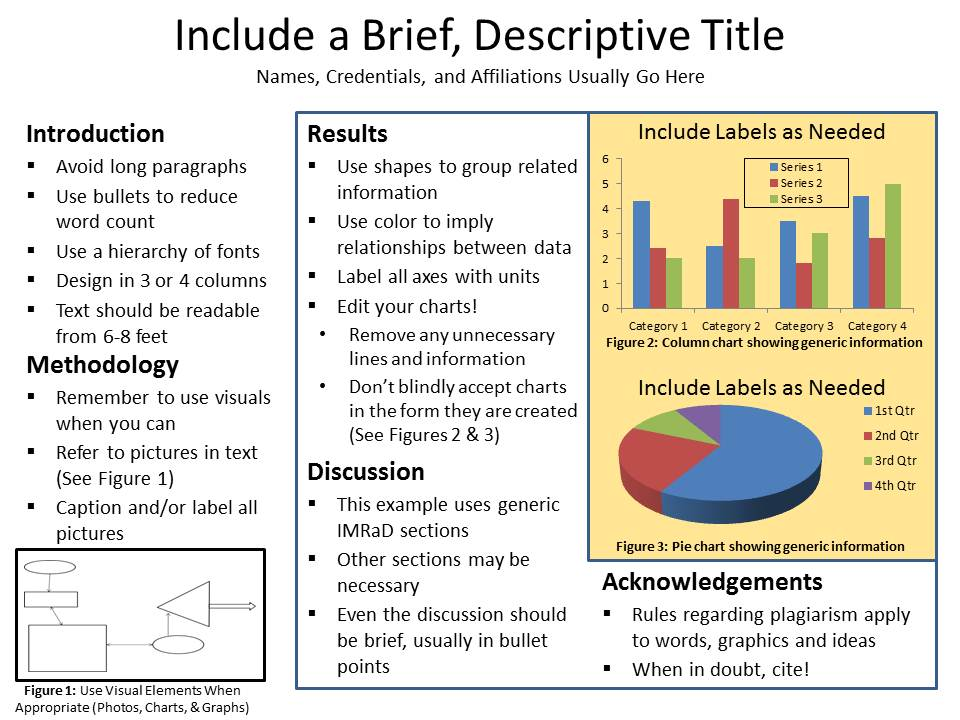 Include a Brief, Descriptive Title
Names, Credentials, and Affiliations Usually Go Here
Introduction
▪ Avoid long paragraphs
▪ Use bullets to reduce
word count
▪ Use a hierarchy of fonts
▪ Design in 3 or 4 columns
▪ Text should be readable
from 6-8 feet
Methodology
▪ Remember to use visuals
when you can
▪ Refer to pictures in text
(See Figure 1)
▪ Caption and/or label all
pictures
Figure 1: Use Visual Elements When
Appropriate (Photos, Charts, & Graphs)
Results
▪ Use shapes to group related
information
▪ Use color to imply
relationships between data
▪ Label all axes with units
▪ Edit your charts!
• Remove any unnecessary
lines and information
• Don't blindly accept charts
in the form they are created
(See Figures 2 & 3)
Discussion
▪ This example uses generic
IMRaD sections
▪ Other sections may be
necessary
▪ Even the discussion should
be brief, usually in bullet
points
Include Labels as Needed
6
5
4
3
2
1
0
Series 1
Series 2
Series 3
Category 1 Category 2 Category 3 Category 4
Figure 2: Column chart showing generic information
Include Labels as Needed
1st Qtr
2nd Qtr
3rd Qtr
4th Qtr
Figure 3: Pie chart showing generic information
Acknowledgements
▪ Rules regarding plagiarism apply
to words, graphics and ideas
▪ When in doubt, cite!